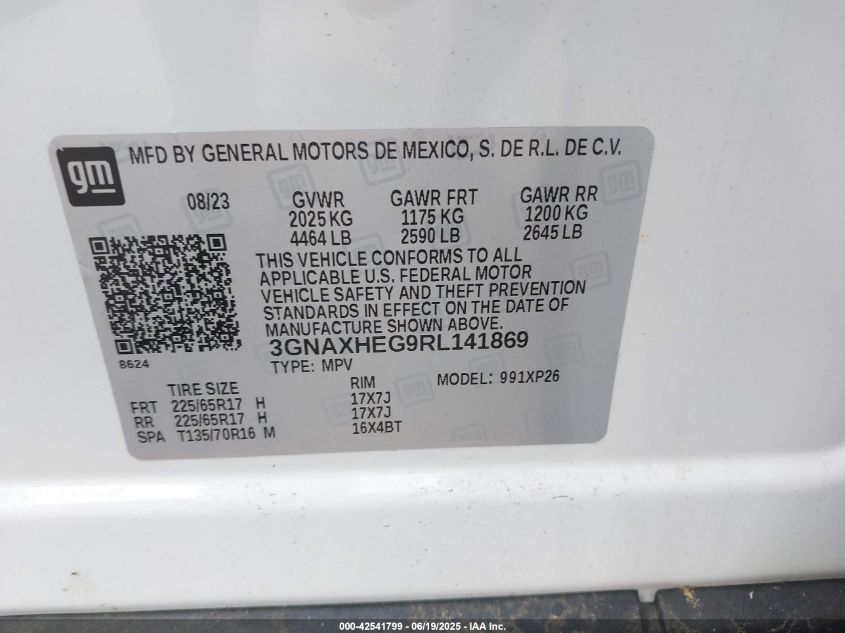 gm
MFD BY GENERAL MOTORS DE MEXICO, S. DE R.L. DE C.V.
08/23 GVWR GAWR FRT GAWR RR
2025 KG 1175 KG 1200 KG
4464 LB 2590 LB 2645 LB
THIS VEHICLE CONFORMS TO ALL
APPLICABLE U.S. FEDERAL MOTOR
VEHICLE SAFETY AND THEFT PREVENTION
STANDARDS IN EFFECT ON THE DATE OF
MANUFACTURE SHOWN ABOVE.
3GNAXHEG9RL141869
8624
TYPE: MPV
TIRE SIZE RIM MODEL: 991XP26
FRT 225/65R17 H 17X7J
RR 225/65R17 H 17X7J
SPA T135/70R16 M 16X4BT
000-42541799 - 06/19/2025 - IAA Inc.